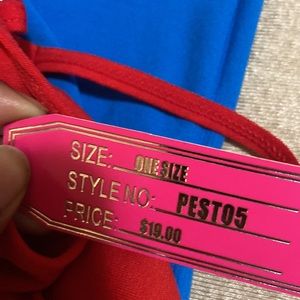 SIZE: ONE SIZE
STYLE NO: PEST05
PRICE: $19.00